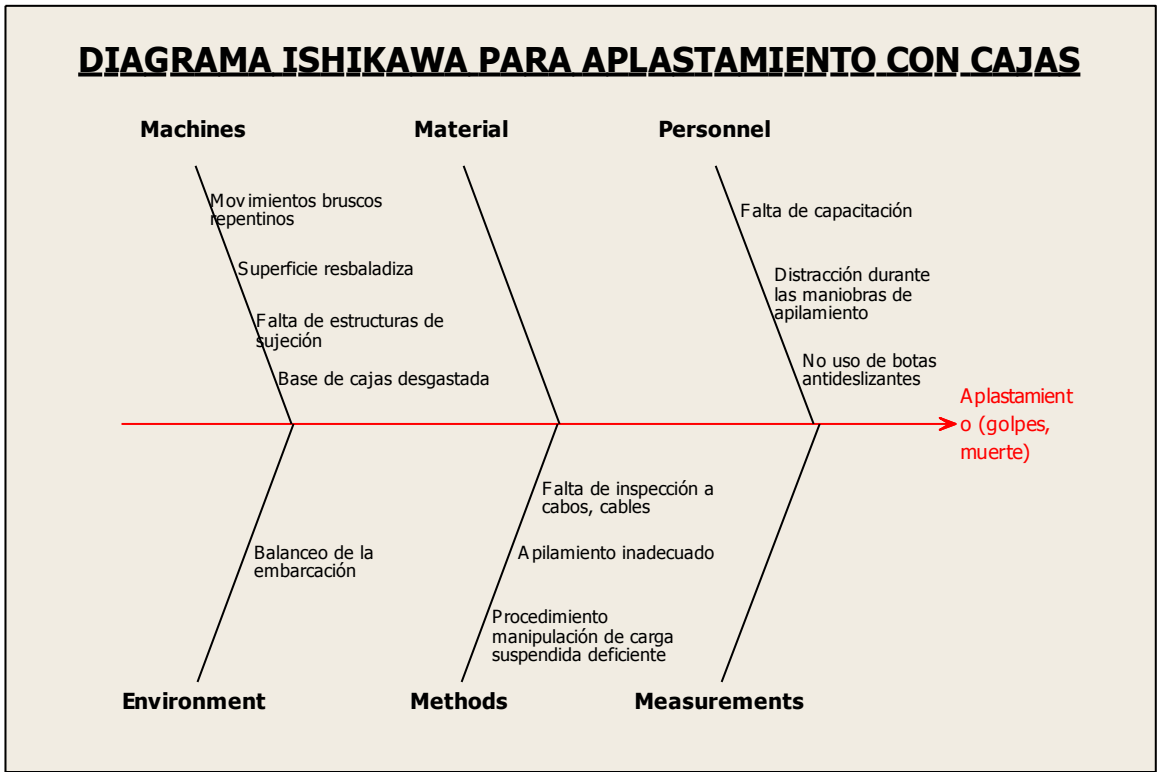 DIAGRAMA ISHIKAWA PARA APLASTAMIENTO CON CAJAS
Machines
Material
Personnel
Movimientos bruscos
repentinos
Superficie resbaladiza
Falta de estructuras de
sujeción
Base de cajas desgastada
Falta de capacitación
Distracción durante
las maniobras de
apilamiento
No uso de botas
antideslizantes
Aplastamient
o (golpes,
muerte)
Balanceo de la
embarcación
Falta de inspección a
cabos, cables
Apilamiento inadecuado
Procedimiento
manipulación de carga
suspendida deficiente
Environment
Methods
Measurements